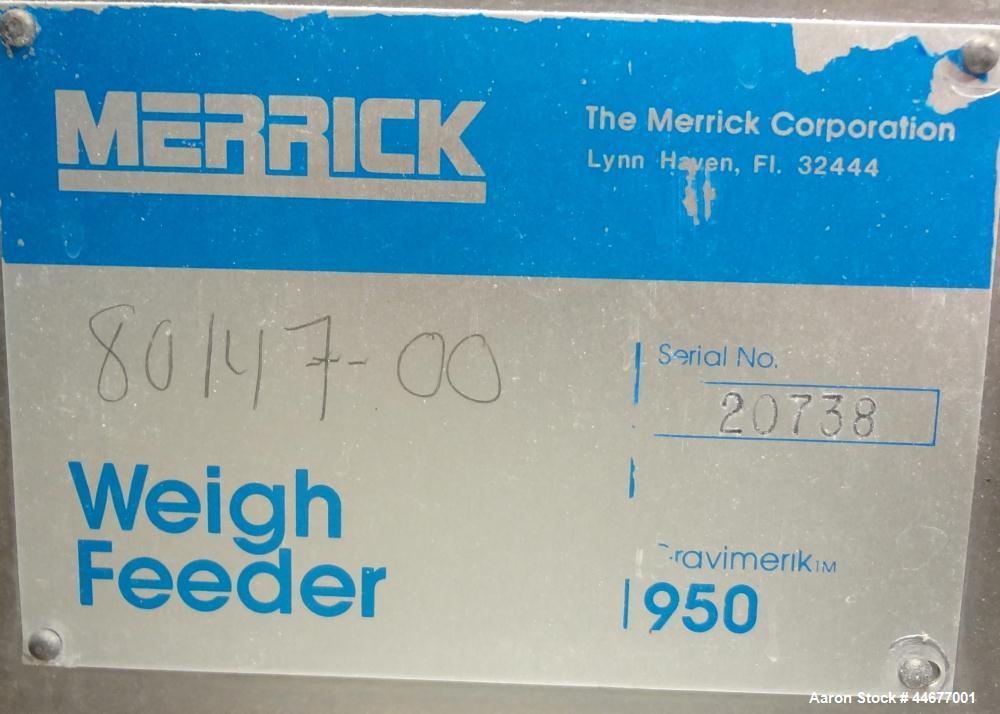 MERRICK
The Merrick Corporation
Lynn Haven, Fl. 32444
80147-00
Serial No.
20738
Weigh
Feeder
ravimerik™
950
Aaron Stock # 44677001